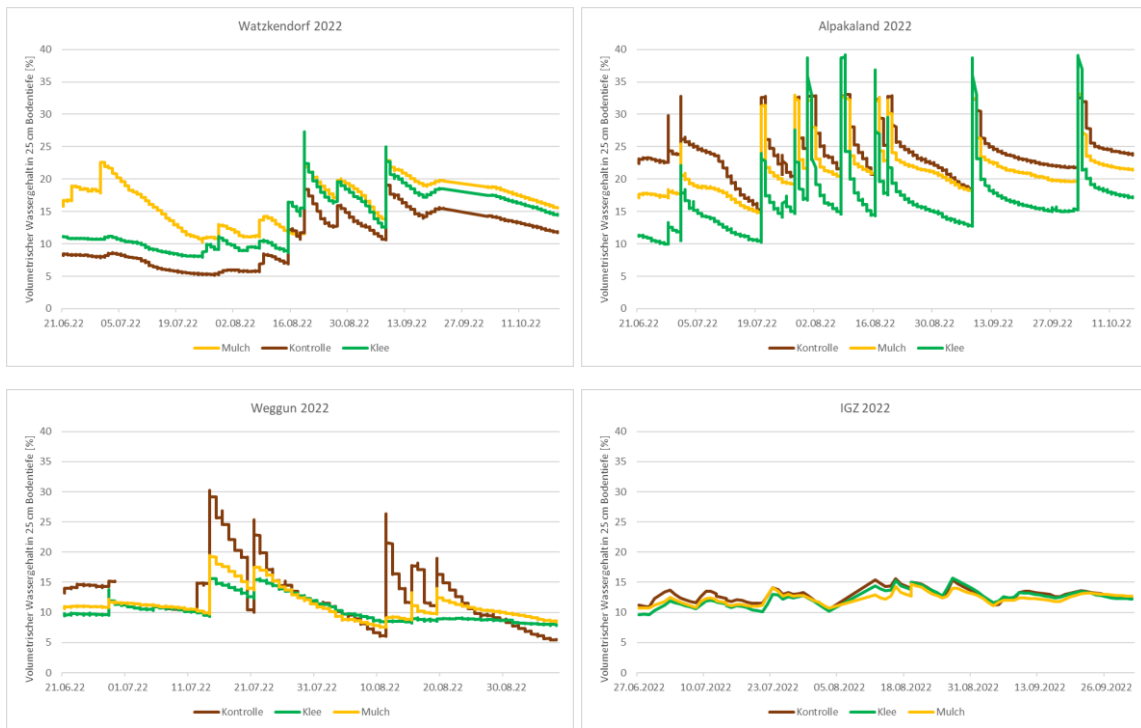 Watzkendorf 2022
Volumetrischer Wassergehalt in 25 cm Bodentiefe [%]
40
35
30
25
20
15
10
5
0
21.06.22 05.07.22 19.07.22 02.08.22 16.08.22 30.08.22 13.09.22 27.09.22 11.10.22
Mulch Kontrolle Klee
Alpakaland 2022
Volumetrischer Wassergehalt in 25 cm Bodentiefe [%]
40
35
30
25
20
15
10
5
0
21.06.22 05.07.22 19.07.22 02.08.22 16.08.22 30.08.22 13.09.22 27.09.22 11.10.22
Kontrolle Mulch Klee
Weggun 2022
Volumetrischer Wassergehalt in 25 cm Bodentiefe [%]
40
35
30
25
20
15
10
5
0
21.06.22 01.07.22 11.07.22 21.07.22 31.07.22 10.08.22 20.08.22 30.08.22
Kontrolle Klee Mulch
IGZ 2022
Volumetrischer Wassergehalt in 25 cm Bodentiefe [%]
40
35
30
25
20
15
10
5
0
27.06.2022 10.07.2022 23.07.2022 05.08.2022 18.08.2022 31.08.2022 13.09.2022 26.09.2022
Kontrolle Klee Mulch